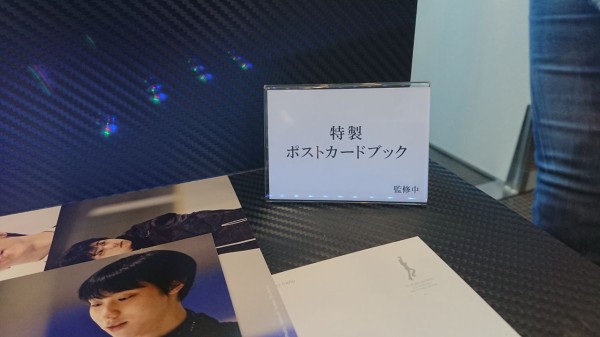 特製
ポストカードブック
監修中